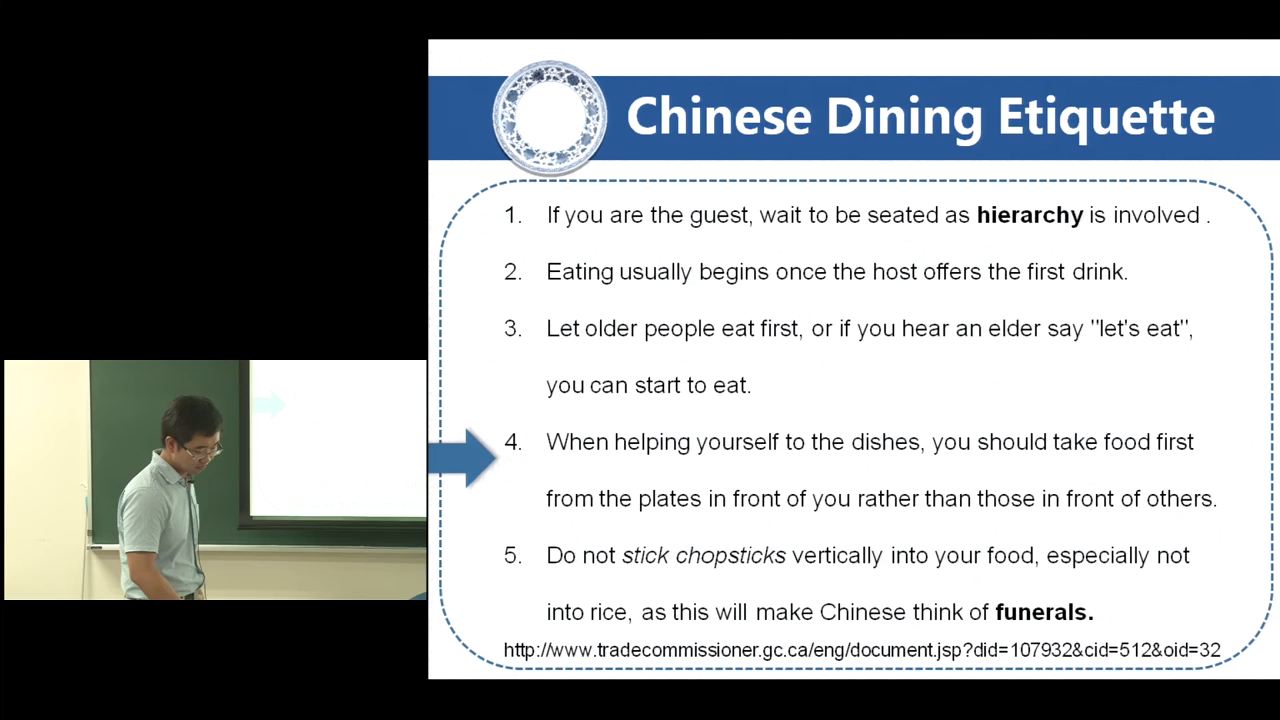 Chinese Dining Etiquette
1. If you are the guest, wait to be seated as hierarchy is involved .
2. Eating usually begins once the host offers the first drink.
3. Let older people eat first, or if you hear an elder say "let's eat",
you can start to eat.
4. When helping yourself to the dishes, you should take food first
from the plates in front of you rather than those in front of others.
5. Do not stick chopsticks vertically into your food, especially not
into rice, as this will make Chinese think of funerals.
http://www.tradecommissioner.gc.ca/eng/document.jsp?did=107932&cid=512&oid=32